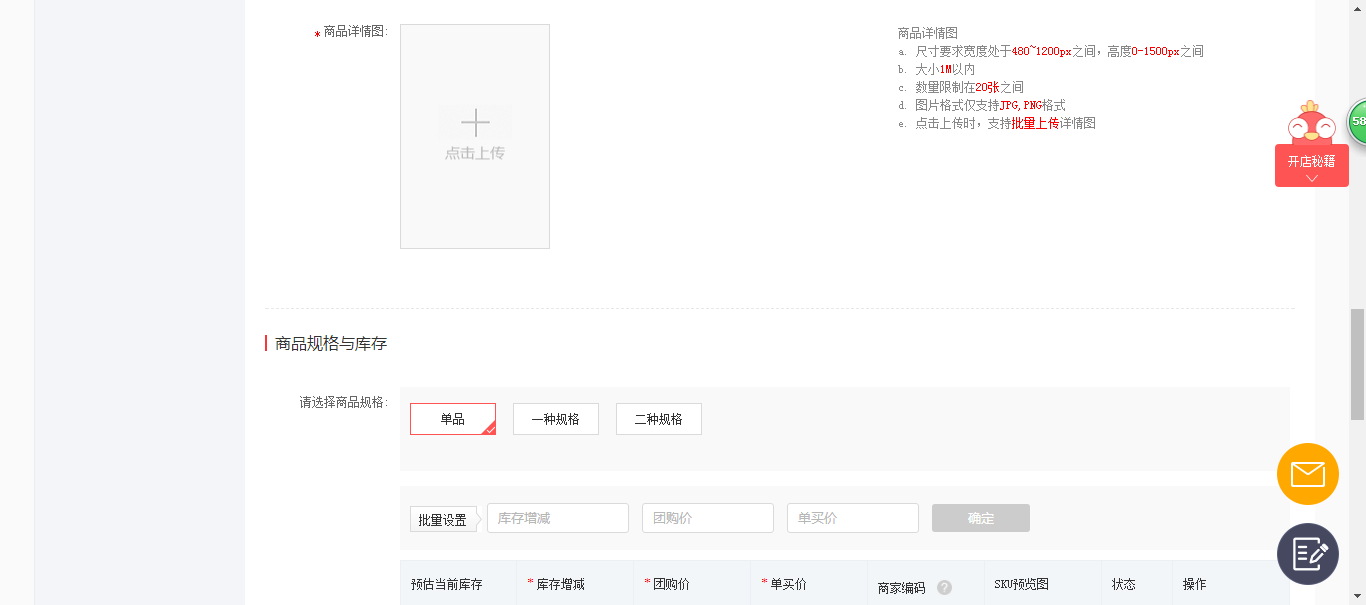 * 商品详情图:
点击上传
商品详情图
a. 尺寸要求宽度处于480~1200px之间，高度0-1500px之间
b. 大小1M以内
c. 数量限制在20张之间
d. 图片格式仅支持JPG,PNG格式
e. 点击上传时，支持批量上传详情图
58
开店秘籍
商品规格与库存
请选择商品规格:
单品
一种规格
二种规格
批量设置
库存增减
团购价
单买价
确定
预估当前库存
* 库存增减
* 团购价
* 单买价
商家编码 ?
SKU预览图
状态
操作